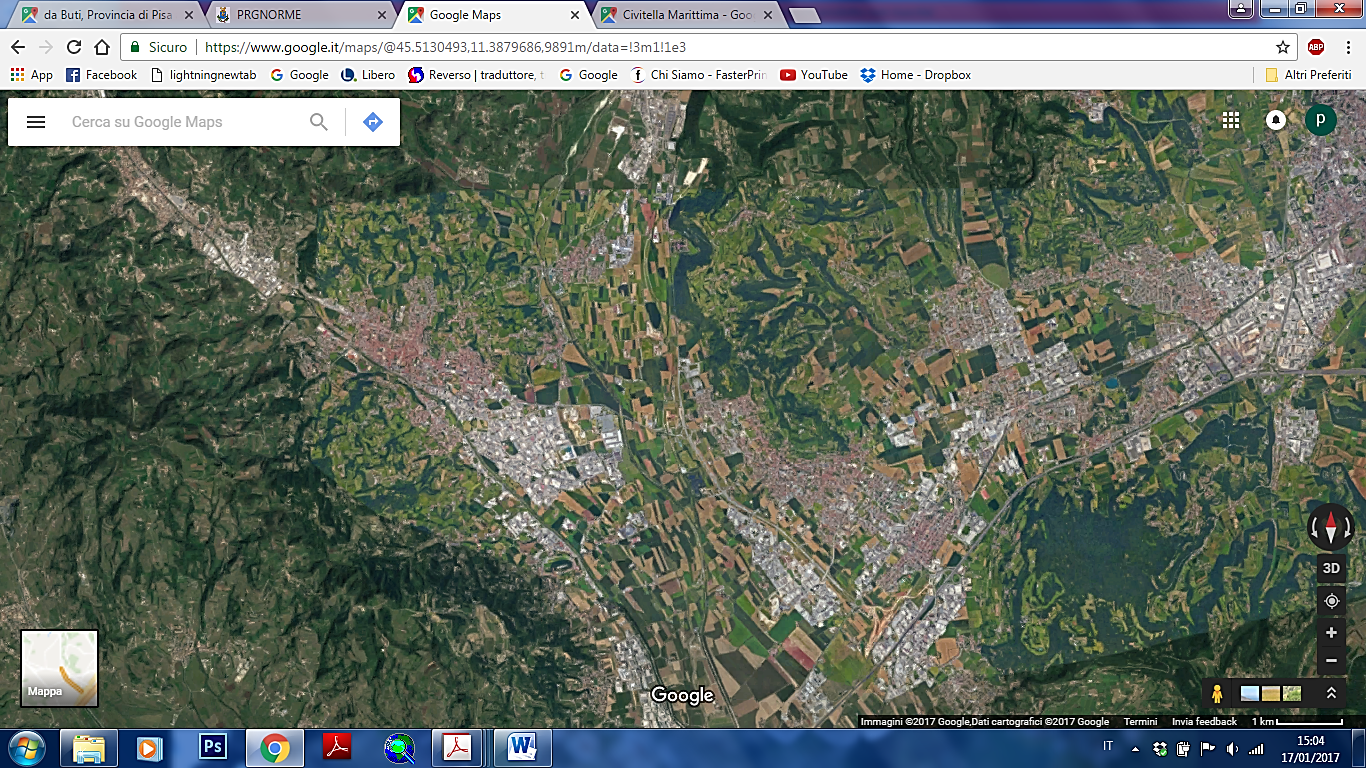 da Buti, Provincia di Pisa
PRGNORME
Google Maps
Civitella Marittima - Goo
Sicuro
https://www.google.it/maps/@45.5130493,11.3879686,9891m/data=!3m1!1e3
ABP
App
Facebook
lightningnewtab
Google
Libero
Reverso | traduttore, t
Google
Chi Siamo - FasterPrin
YouTube
Home - Dropbox
Altri Preferiti
Cerca su Google Maps
p
3D
Mappa
Google
Immagini ©2017 Google,Dati cartografici ©2017 Google
Termini
Invia feedback
1 km
Ps
W
IT
15:04
17/01/2017